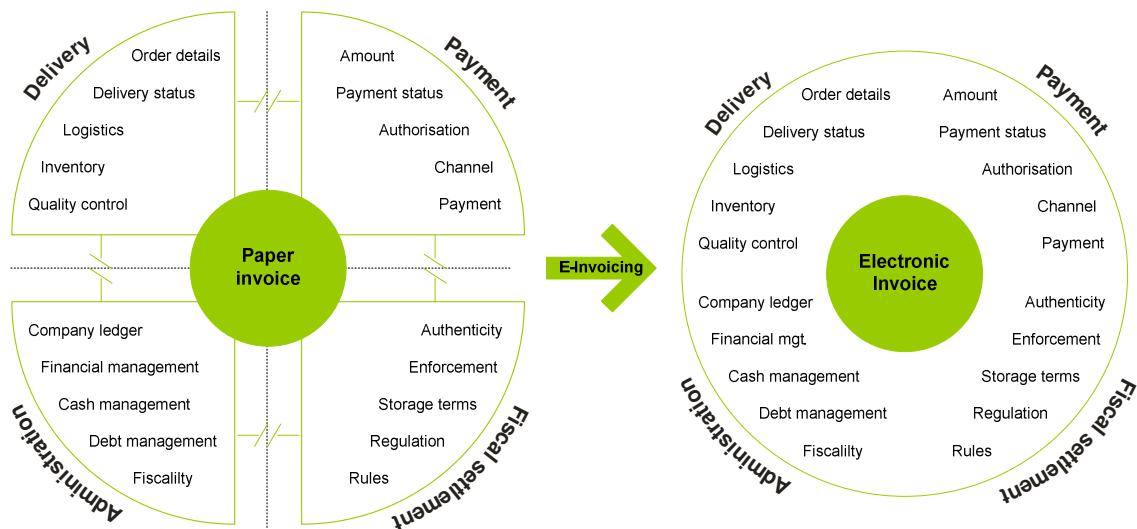 Delivery
Order details
Delivery status
Logistics
Inventory
Quality control
Payment
Amount
Payment status
Authorisation
Channel
Payment
Paper
invoice
Company ledger
Financial management
Cash management
Debt management
Fiscalilty
Administration
Authenticity
Enforcement
Storage terms
Regulation
Rules
Fiscal settlement
E-Invoicing
Delivery
Order details
Delivery status
Logistics
Inventory
Quality control
Payment
Amount
Payment status
Authorisation
Channel
Payment
Electronic
Invoice
Company ledger
Financial mgt.
Cash management
Debt management
Fiscalilty
Administration
Authenticity
Enforcement
Storage terms
Regulation
Rules
Fiscal settlement